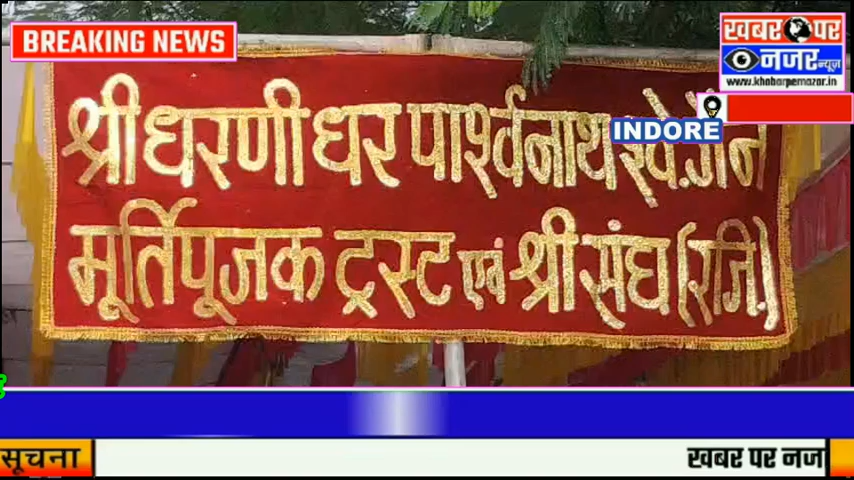 BREAKING NEWS
खबर पर
नजर न्यूज़
www.khabarpernazar.in
INDORE
श्री धरणी धर पार्श्वनाथ श्वे. जैन
मूर्तिपूजक ट्रस्ट एवं श्री संघ (रजि.)
सूचना
खबर पर नज